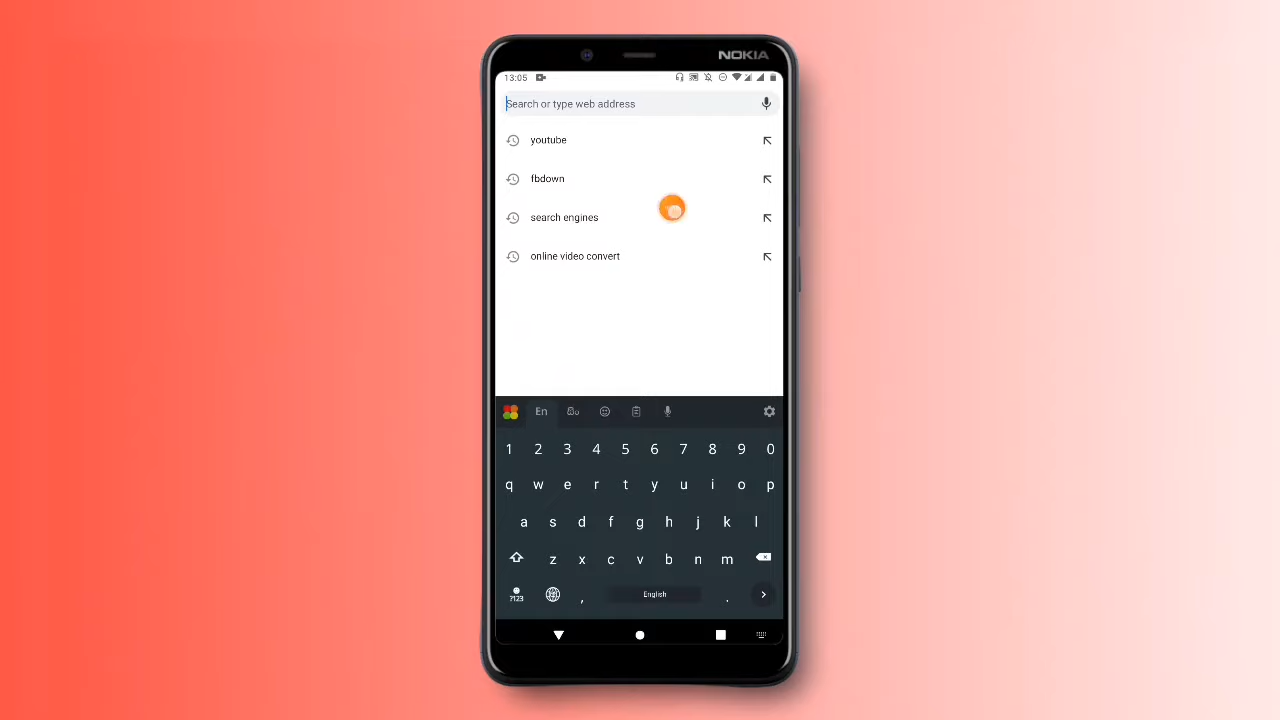 NOKIA
13:05
Search or type web address
youtube
fbdown
search engines
online video convert
En
1 2 3 4 5 6 7 8 9 0
q w e r t y u i o p
a s d f g h j k l
z x c v b n m
?123 , English .